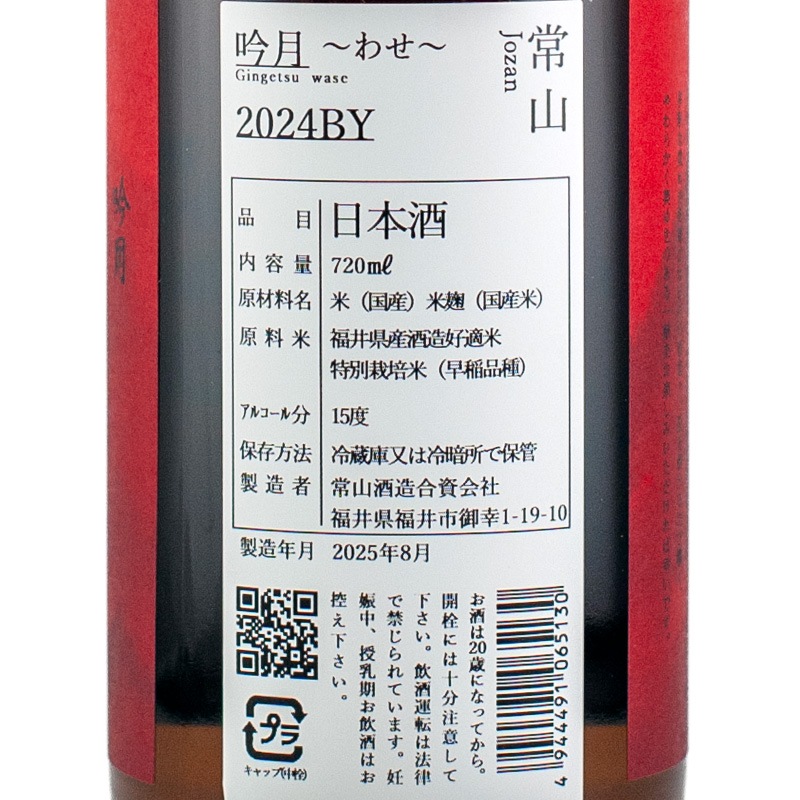 常山
Jozan
吟月 ～わせ～
Gingetsu wase
2024BY
品目 日本酒
内容量 720mℓ
原材料名 米（国産）米麹（国産米）
原料米 福井県産酒造好適米
特別栽培米（早稲品種）
アルコール分 15度
保存方法 冷蔵庫又は冷暗所で保管
製造者 常山酒造合資会社
福井県福井市御幸1-19-10
製造年月 2025年8月
お酒は20歳になってから。
開栓には十分注意して
下さい。飲酒運転は法律
で禁じられています。妊
娠中、授乳期お飲酒はお
控え下さい。
4 944491 065130
プラ
キャップ(中栓)
吟月